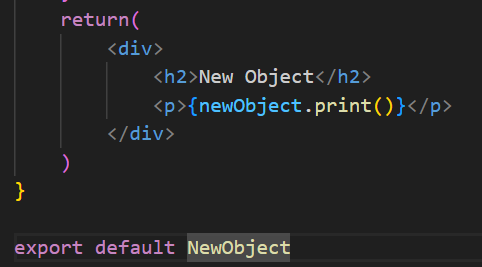 return(
<div>
<h2>New Object</h2>
<p>{newObject.print()}</p>
</div>
)
}
export default NewObject